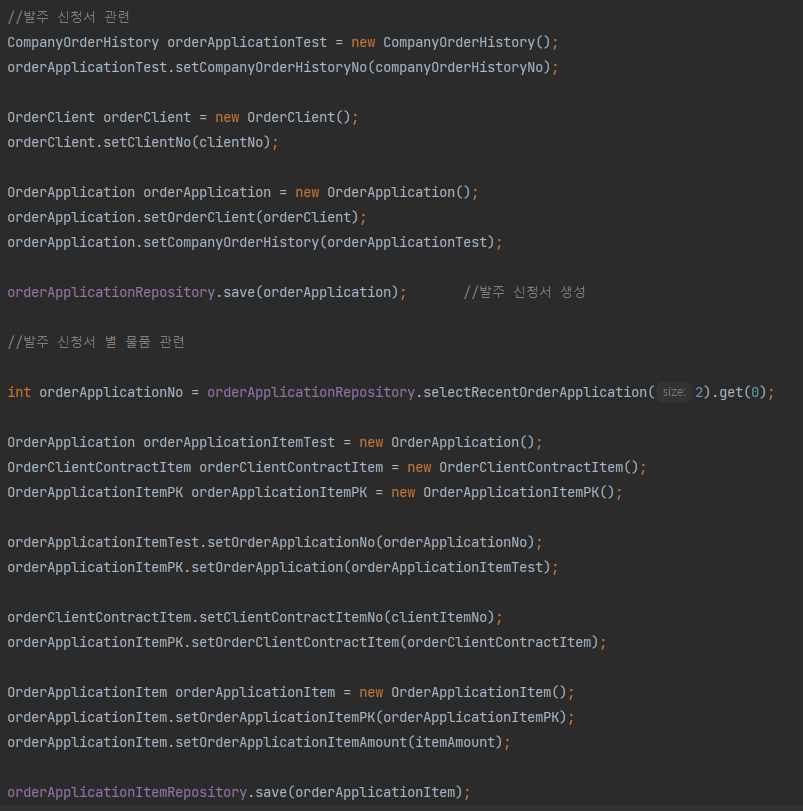 //발주 신청서 관련
CompanyOrderHistory orderApplicationTest = new CompanyOrderHistory();
orderApplicationTest.setCompanyOrderHistoryNo(companyOrderHistoryNo);
OrderClient orderClient = new OrderClient();
orderClient.setClientNo(clientNo);
OrderApplication orderApplication = new OrderApplication();
orderApplication.setOrderClient(orderClient);
orderApplication.setCompanyOrderHistory(orderApplicationTest);
orderApplicationRepository.save(orderApplication);       //발주 신청서 생성
//발주 신청서 별 물품 관련
int orderApplicationNo = orderApplicationRepository.selectRecentOrderApplication( size: 2).get(0);
OrderApplication orderApplicationItemTest = new OrderApplication();
OrderClientContractItem orderClientContractItem = new OrderClientContractItem();
OrderApplicationItemPK orderApplicationItemPK = new OrderApplicationItemPK();
orderApplicationItemTest.setOrderApplicationNo(orderApplicationNo);
orderApplicationItemPK.setOrderApplication(orderApplicationItemTest);
orderClientContractItem.setClientContractItemNo(clientItemNo);
orderApplicationItemPK.setOrderClientContractItem(orderClientContractItem);
OrderApplicationItem orderApplicationItem = new OrderApplicationItem();
orderApplicationItem.setOrderApplicationItemPK(orderApplicationItemPK);
orderApplicationItem.setOrderApplicationItemAmount(itemAmount);
orderApplicationItemRepository.save(orderApplicationItem);